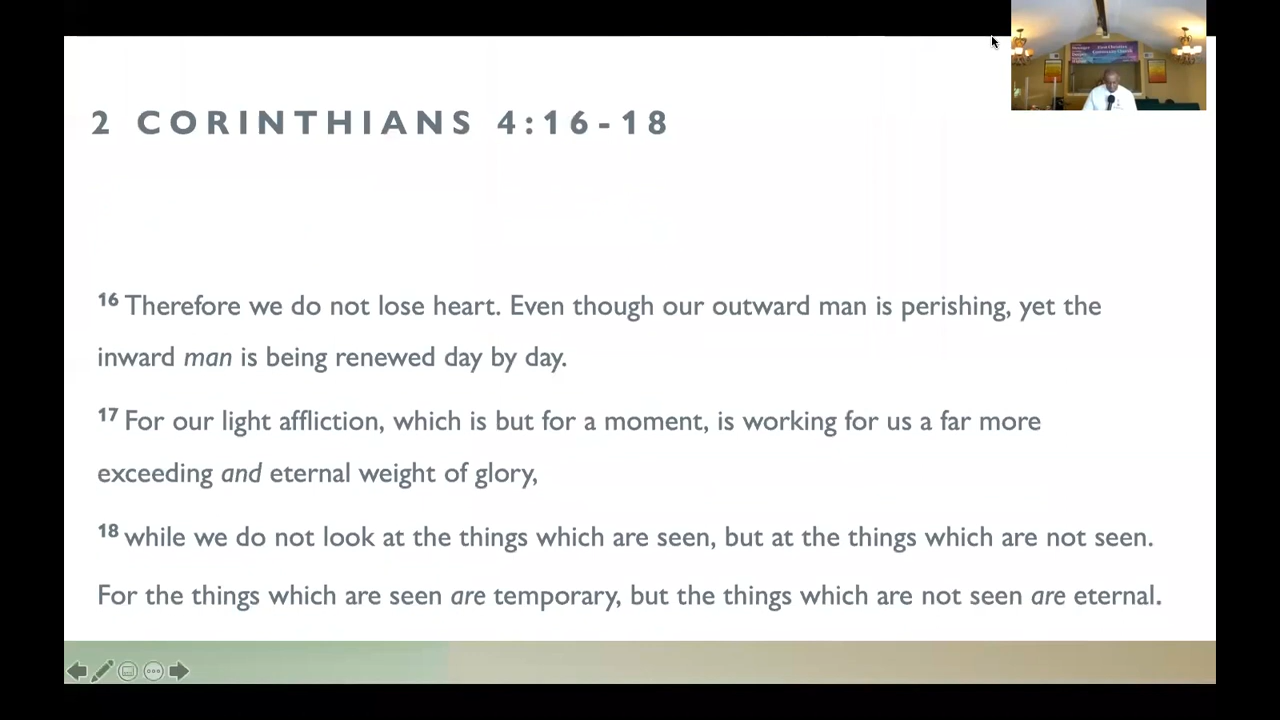 2 CORINTHIANS 4:16-18
16 Therefore we do not lose heart. Even though our outward man is perishing, yet the
inward man is being renewed day by day.
17 For our light affliction, which is but for a moment, is working for us a far more
exceeding and eternal weight of glory,
18 while we do not look at the things which are seen, but at the things which are not seen.
For the things which are seen are temporary, but the things which are not seen are eternal.